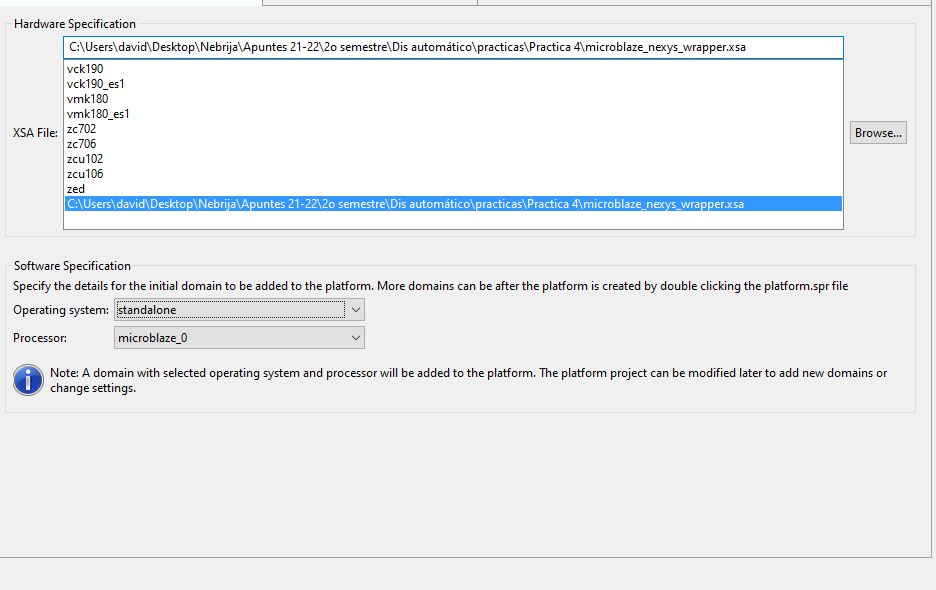 Hardware Specification
C:\Users\david\Desktop\Nebrija\Apuntes 21-22\2o semestre\Dis automático\practicas\Practica 4\microblaze_nexys_wrapper.xsa
vck190
vck190_es1
vmk180
vmk180_es1
XSA File:
zc702
Browse...
zc706
zcu102
zcu106
zed
C:\Users\david\Desktop\Nebrija\Apuntes 21-22\2o semestre\Dis automático\practicas\Practica 4\microblaze_nexys_wrapper.xsa
Software Specification
Specify the details for the initial domain to be added to the platform. More domains can be after the platform is created by double clicking the platform.spr file
Operating system: standalone
Processor: microblaze_0
Note: A domain with selected operating system and processor will be added to the platform. The platform project can be modified later to add new domains or
change settings.